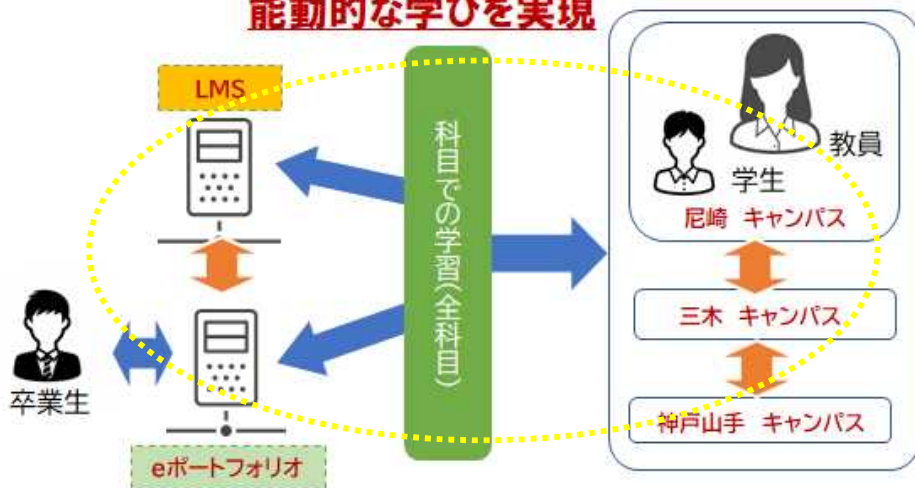 能動的な学びを実現
LMS
科目での学習(全科目)
教員
学生
尼崎 キャンパス
三木 キャンパス
卒業生
神戸山手 キャンパス
eポートフォリオ